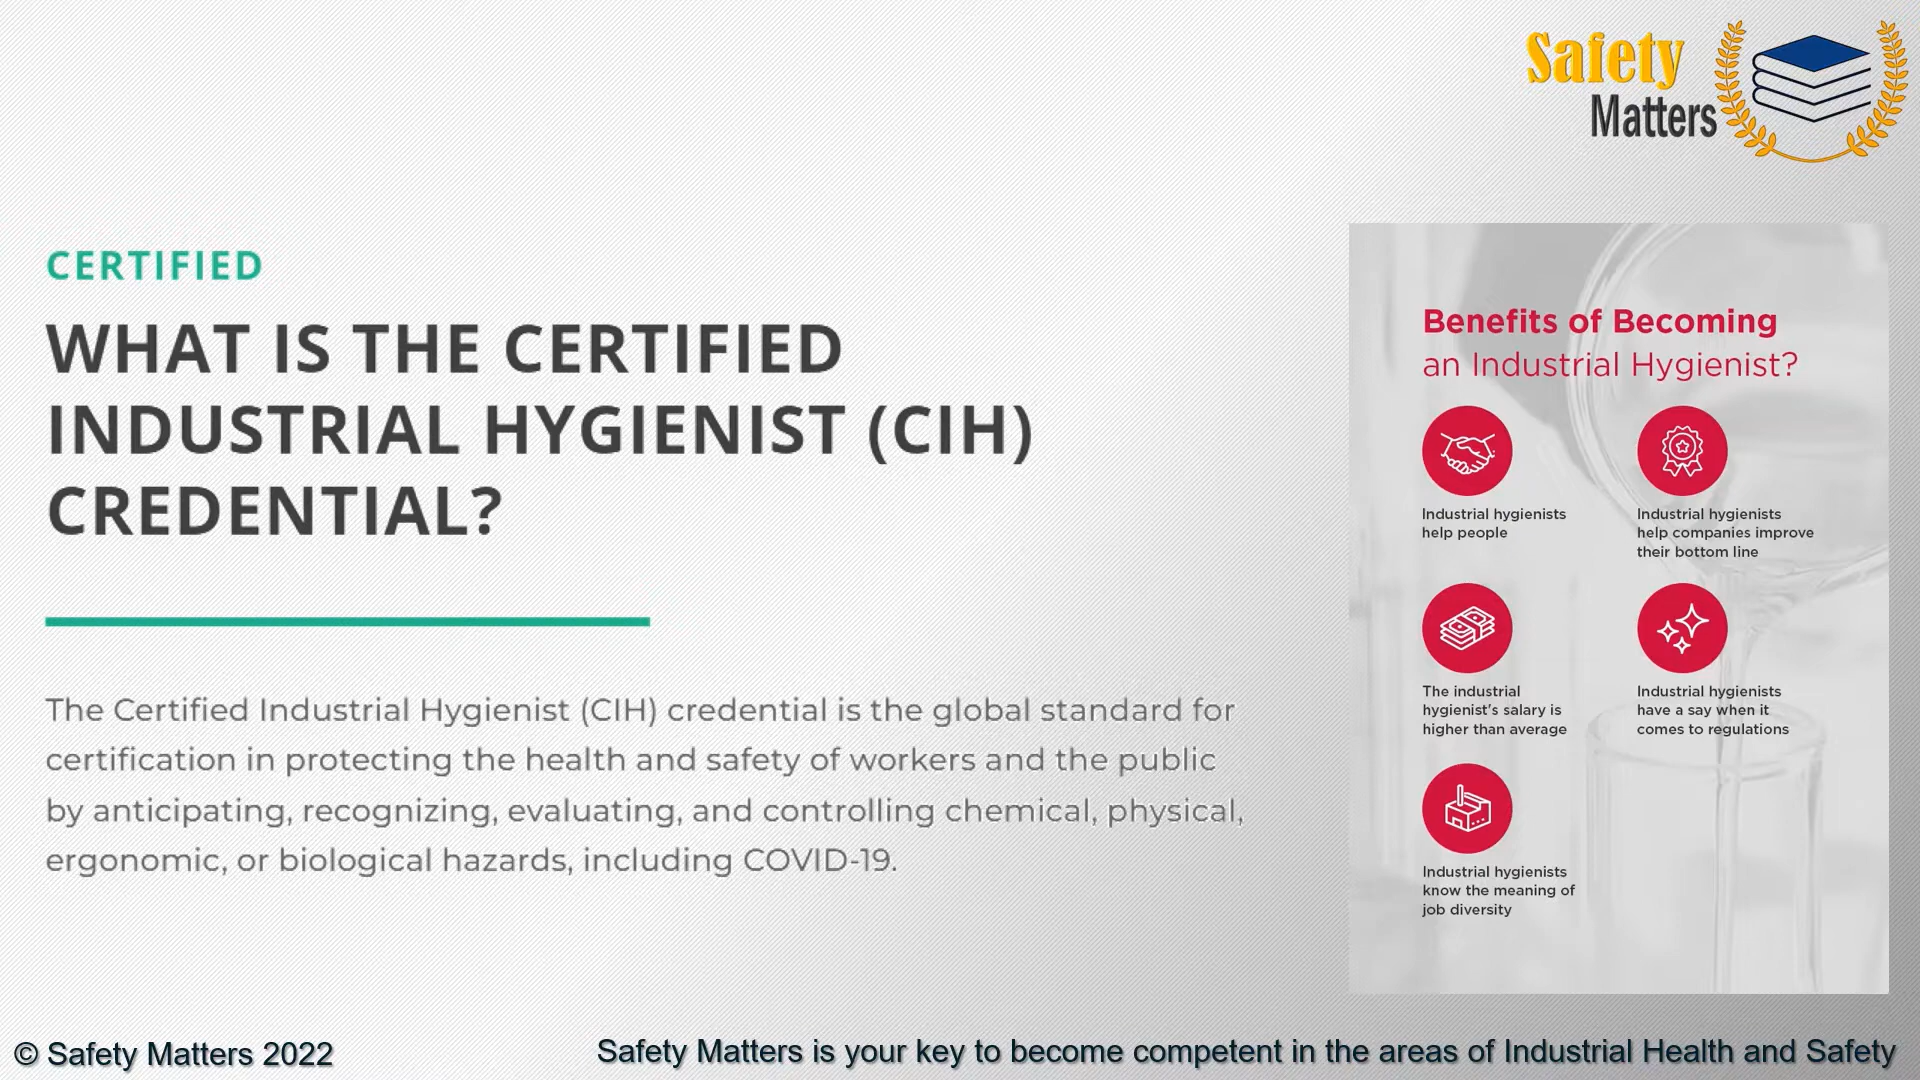 Safety
Matters
CERTIFIED
WHAT IS THE CERTIFIED
INDUSTRIAL HYGIENIST (CIH)
CREDENTIAL?
The Certified Industrial Hygienist (CIH) credential is the global standard for
certification in protecting the health and safety of workers and the public
by anticipating, recognizing, evaluating, and controlling chemical, physical,
ergonomic, or biological hazards, including COVID-19.
Benefits of Becoming
an Industrial Hygienist?
Industrial hygienists
help people
Industrial hygienists
help companies improve
their bottom line
The industrial
hygienist's salary is
higher than average
Industrial hygienists
have a say when it
comes to regulations
Industrial hygienists
know the meaning of
job diversity
© Safety Matters 2022
Safety Matters is your key to become competent in the areas of Industrial Health and Safety